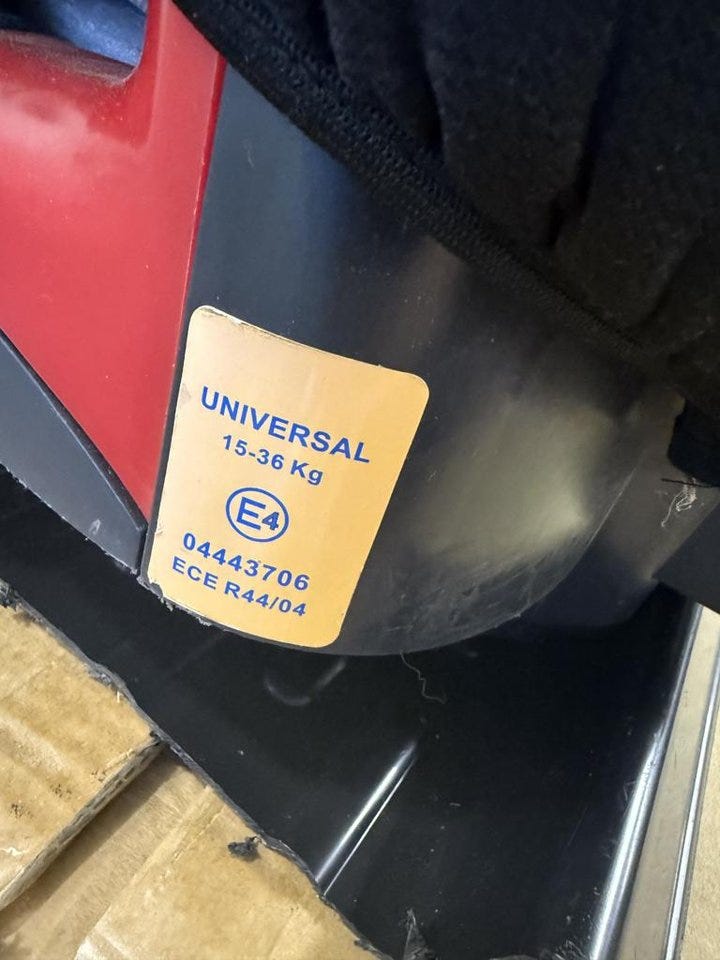 UNIVERSAL
15-36 Kg
E4
04443706
ECE R44/04